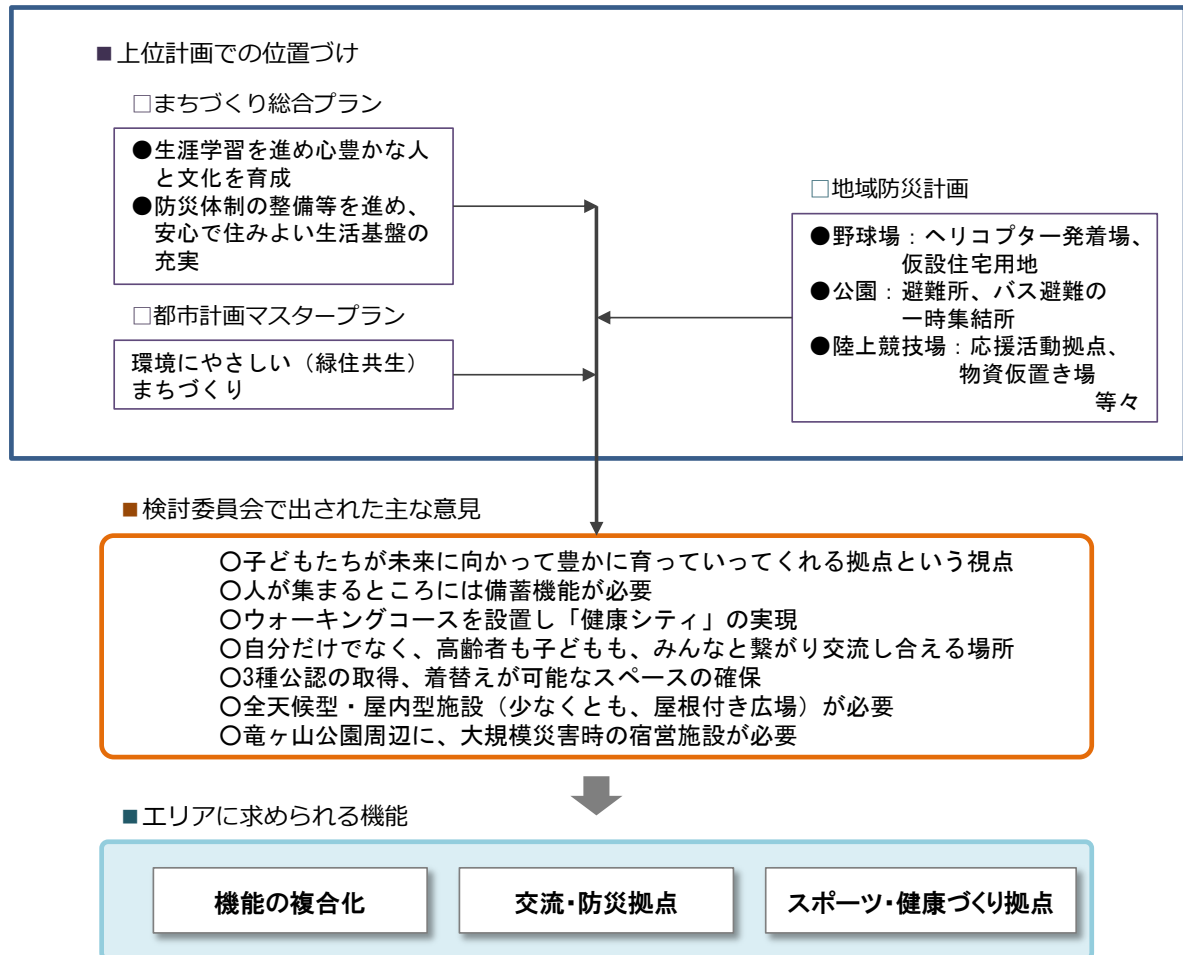 ■上位計画での位置づけ
□まちづくり総合プラン
●生涯学習を進め心豊かな人
と文化を育成
●防災体制の整備等を進め、
安心で住みよい生活基盤の
充実
□都市計画マスタープラン
環境にやさしい（緑住共生）
まちづくり
□地域防災計画
●野球場：ヘリコプター発着場、
仮設住宅用地
●公園：避難所、バス避難の
一時集結所
●陸上競技場：応援活動拠点、
物資仮置き場
等々
■検討委員会で出された主な意見
〇子どもたちが未来に向かって豊かに育っていってくれる拠点という視点
〇人が集まるところには備蓄機能が必要
〇ウォーキングコースを設置し「健康シティ」の実現
〇自分だけでなく、高齢者も子どもも、みんなと繋がり交流し合える場所
〇3種公認の取得、着替えが可能なスペースの確保
〇全天候型・屋内型施設（少なくとも、屋根付き広場）が必要
〇竜ヶ山公園周辺に、大規模災害時の宿営施設が必要
■エリアに求められる機能
機能の複合化
交流・防災拠点
スポーツ・健康づくり拠点